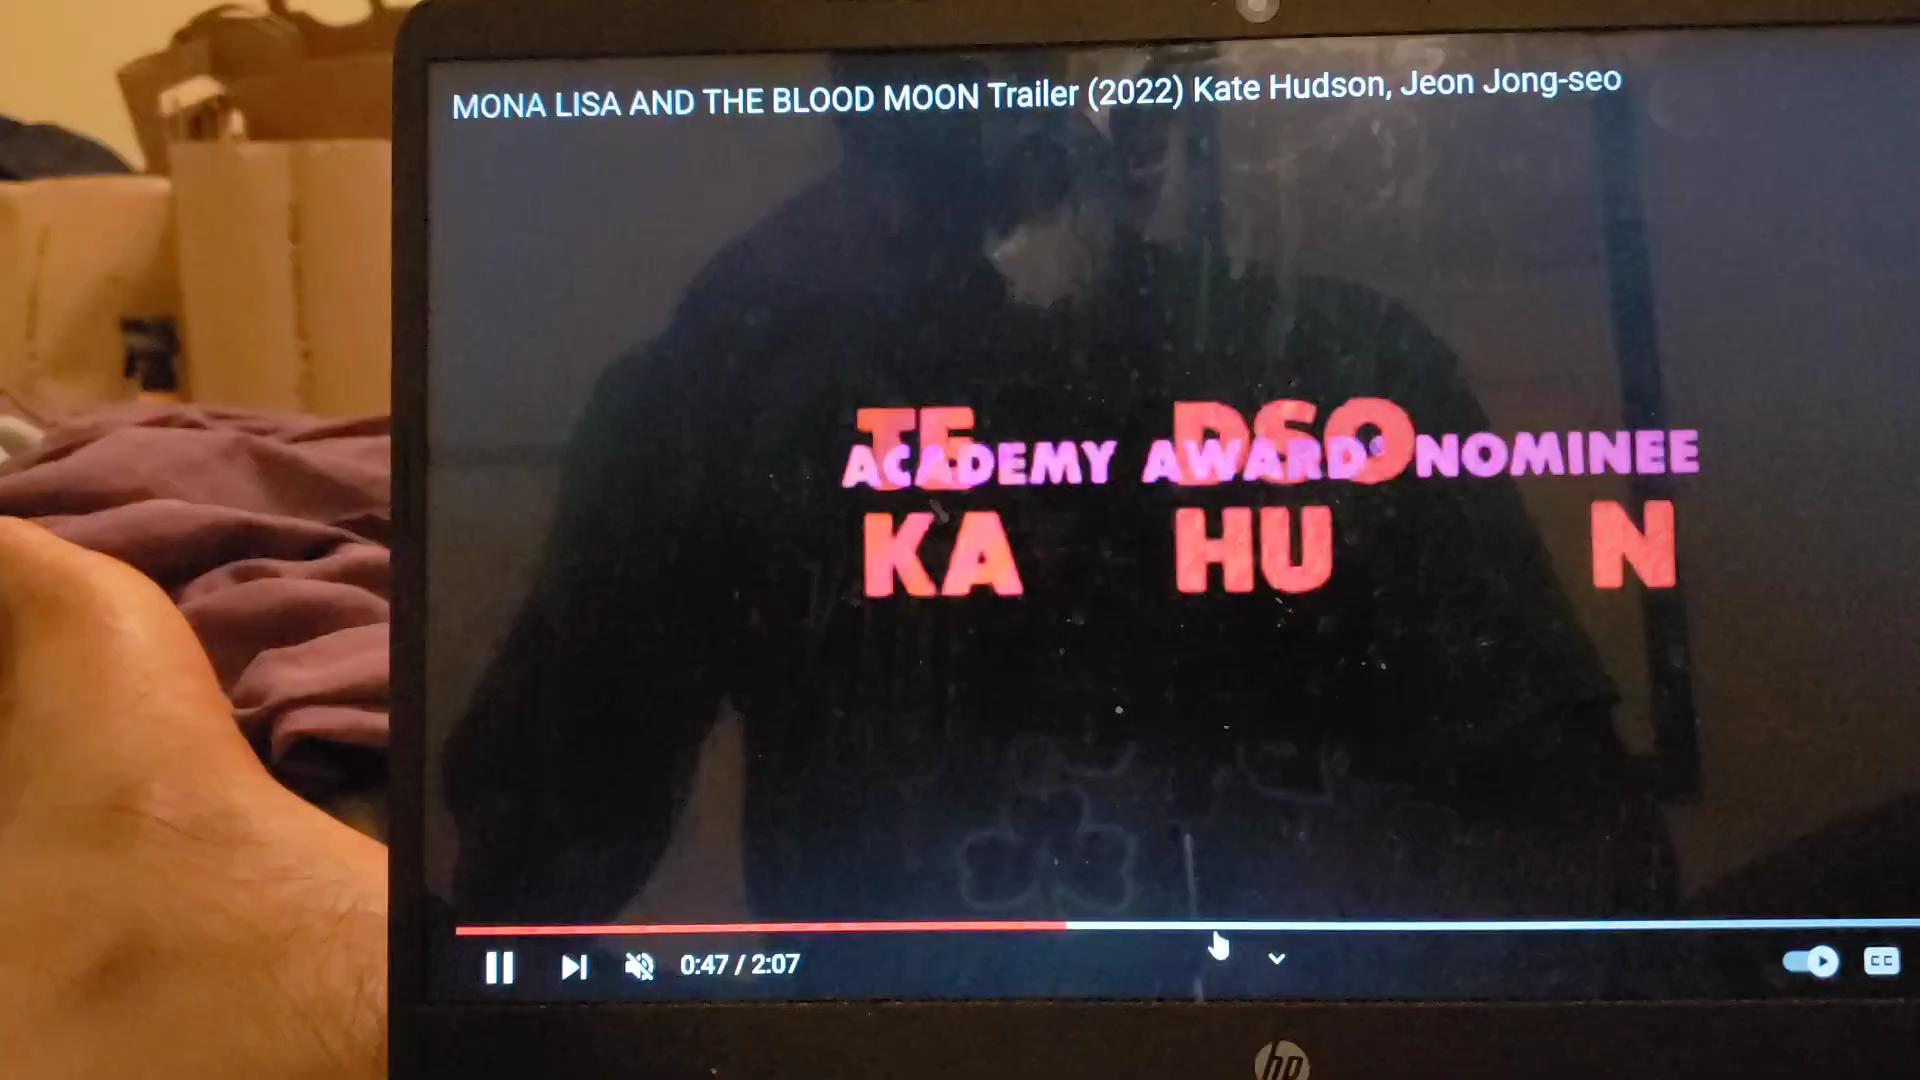 MONA LISA AND THE BLOOD MOON Trailer (2022) Kate Hudson, Jeon Jong-seo
TE DSO
ACADEMY AWARD® NOMINEE
KA HU N
0:47 / 2:07
CC
hp